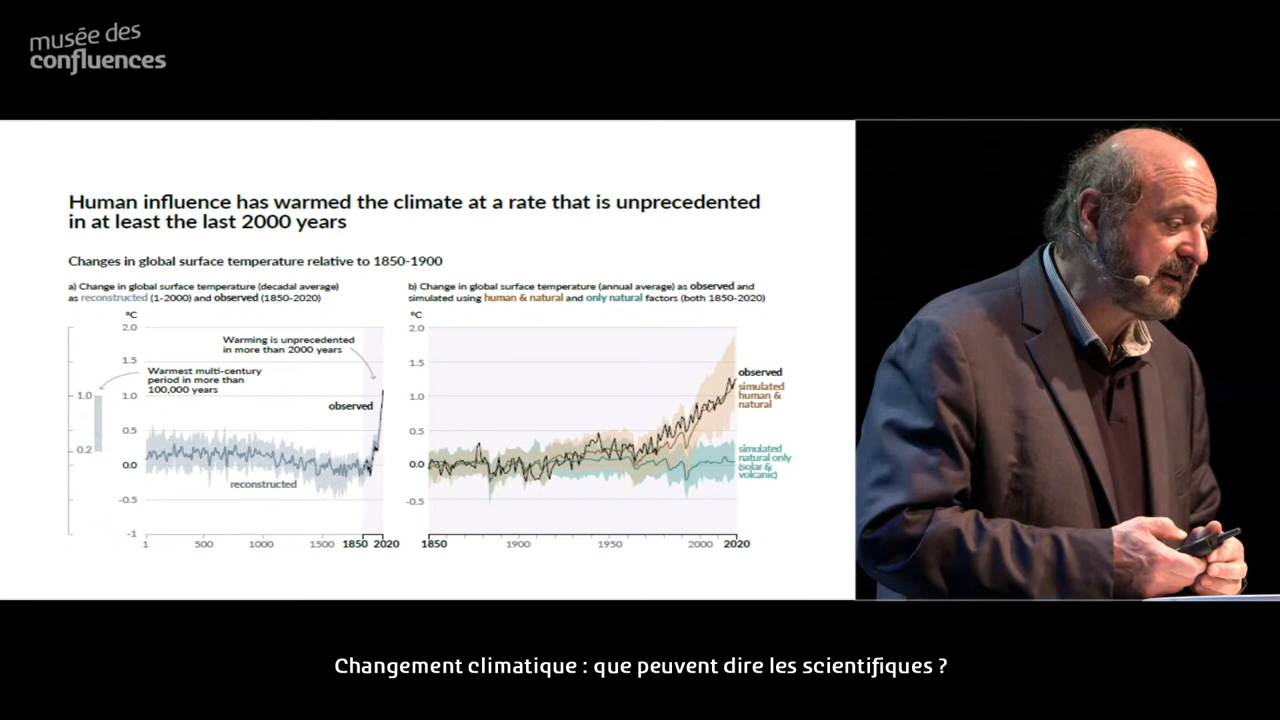 musée des
confluences
Human influence has warmed the climate at a rate that is unprecedented
in at least the last 2000 years
Changes in global surface temperature relative to 1850-1900
a) Change in global surface temperature (decadal average)
as reconstructed (1-2000) and observed (1850-2020)
°C
2.0
1.5
1.0
0.5
0.0
-0.5
-1
1.0
0.2
Warming is unprecedented
in more than 2000 years
Warmest multi-century
period in more than
100,000 years
observed
reconstructed
1 500 1000 1500 1850 2020
b) Change in global surface temperature (annual average) as observed and
simulated using human & natural and only natural factors (both 1850-2020)
°C
2.0
1.5
1.0
0.5
0.0
-0.5
observed
simulated
human &
natural
simulated
natural only
(solar &
volcanic)
1850 1900 1950 2000 2020
Changement climatique : que peuvent dire les scientifiques ?